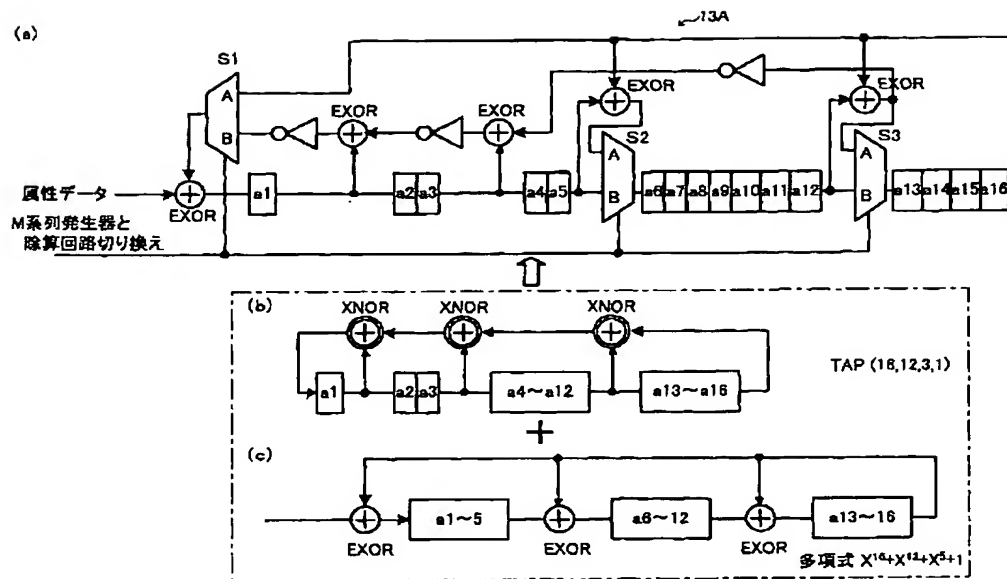 (a)
13A
S1
A
B
EXOR
EXOR
EXOR
EXOR
S2
A
B
S3
A
B
属性データ
EXOR
a1
a2 a3
a4 a5
a6 a7 a8 a9 a10 a11 a12
a13 a14 a15 a16
M系列発生器と
除算回路切り換え
(b)
XNOR
XNOR
XNOR
TAP (16,12,3,1)
a1
a2 a3
a4~a12
a13~a16
+
(c)
a1~5
a6~12
a13~16
EXOR
EXOR
EXOR
多項式 X¹⁶+X¹²+X⁵+1